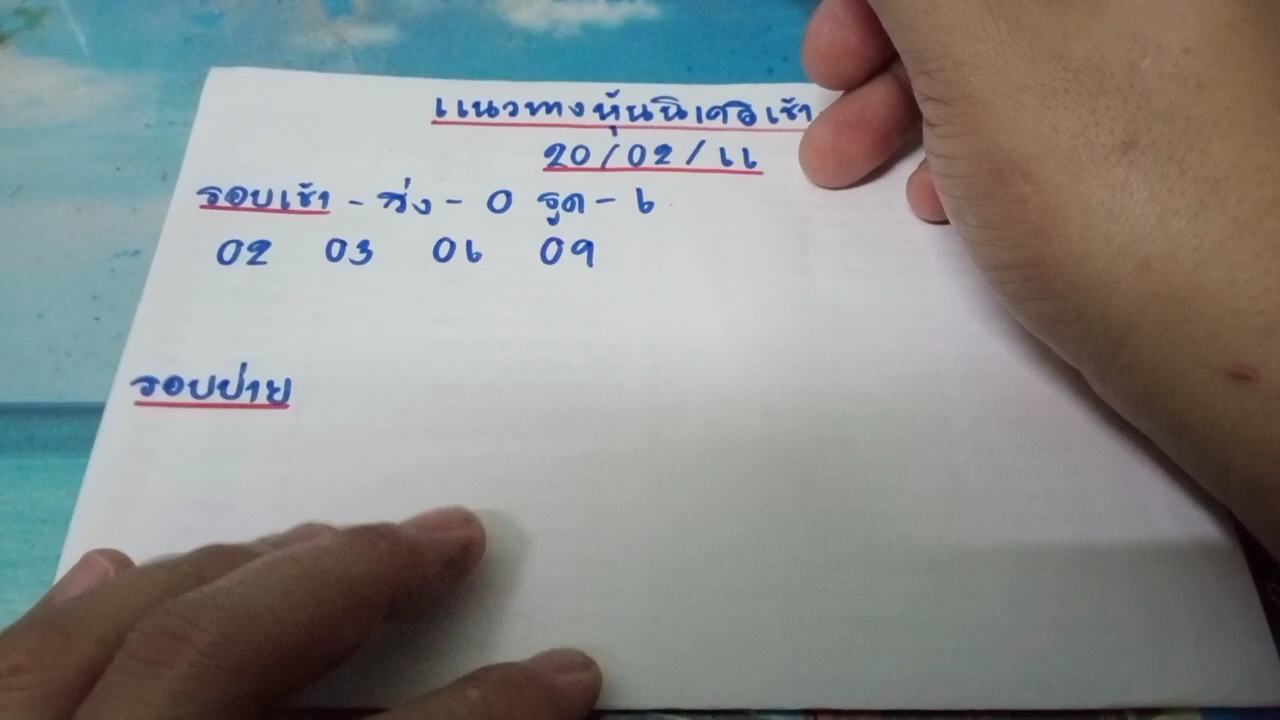 แนวทางหุ้นนิเคอิเช้า
20/02/66
รอบเช้า - วิ่ง - 0 รูด - 6
02 03 06 09
รอบบ่าย